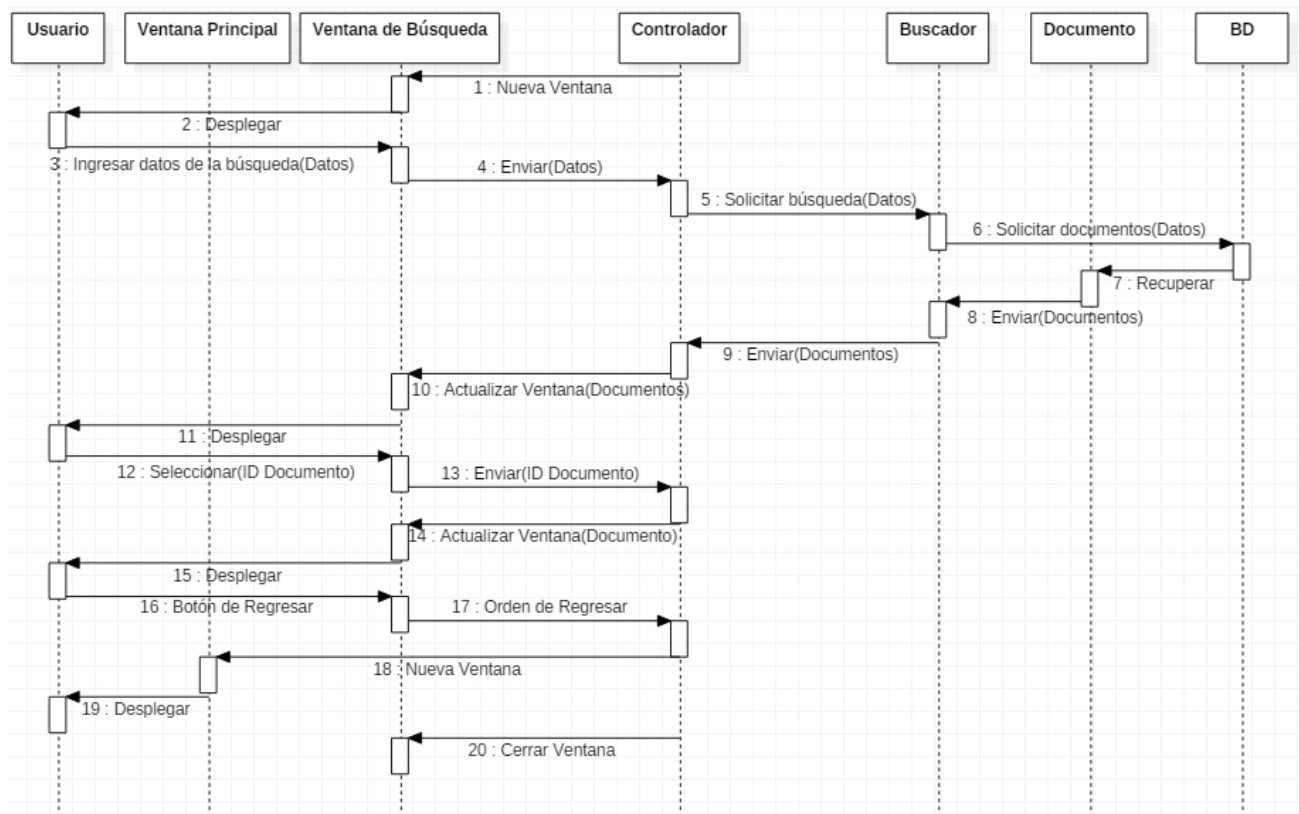 Usuario
Ventana Principal
Ventana de Búsqueda
Controlador
Buscador
Documento
BD
1 : Nueva Ventana
2 : Desplegar
3 : Ingresar datos de la búsqueda(Datos)
4 : Enviar(Datos)
5 : Solicitar búsqueda(Datos)
6 : Solicitar documentos(Datos)
7 : Recuperar
8 : Enviar(Documentos)
9 : Enviar(Documentos)
10 : Actualizar Ventana(Documentos)
11 : Desplegar
12 : Seleccionar(ID Documento)
13 : Enviar(ID Documento)
14 : Actualizar Ventana(Documento)
15 : Desplegar
16 : Botón de Regresar
17 : Orden de Regresar
18 : Nueva Ventana
19 : Desplegar
20 : Cerrar Ventana